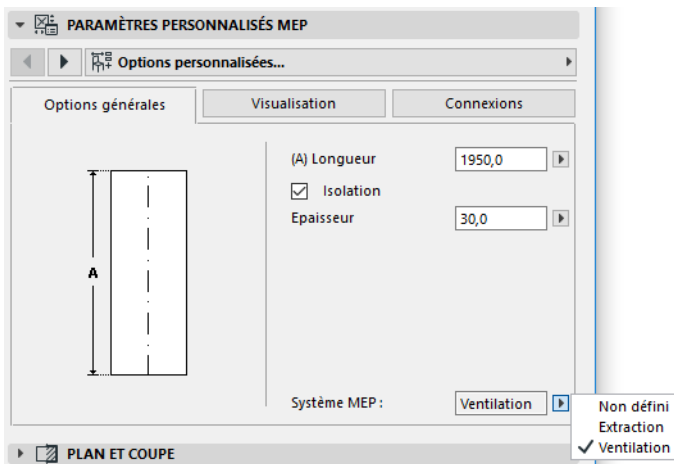 PARAMÈTRES PERSONNALISÉS MEP
Options personnalisées...
Options générales Visualisation Connexions
(A) Longueur 1950,0
Isolation
Epaisseur 30,0
A
Système MEP : Ventilation
Non défini
Extraction
Ventilation
PLAN ET COUPE